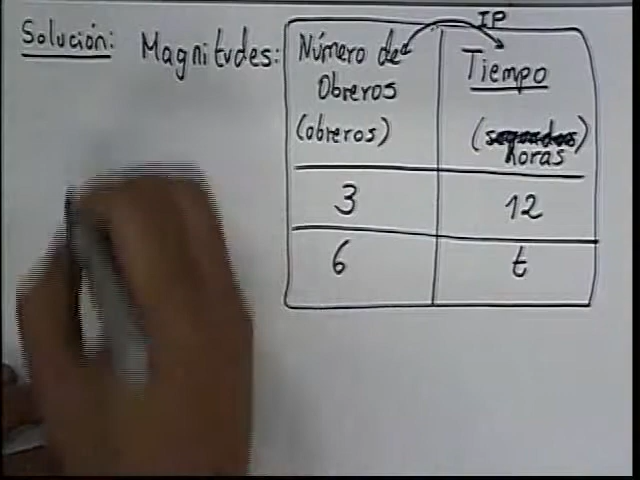 IP
Solución: Magnitudes: Número de Tiempo
Obreros
(obreros) (segundos)
horas
3 12
6 t